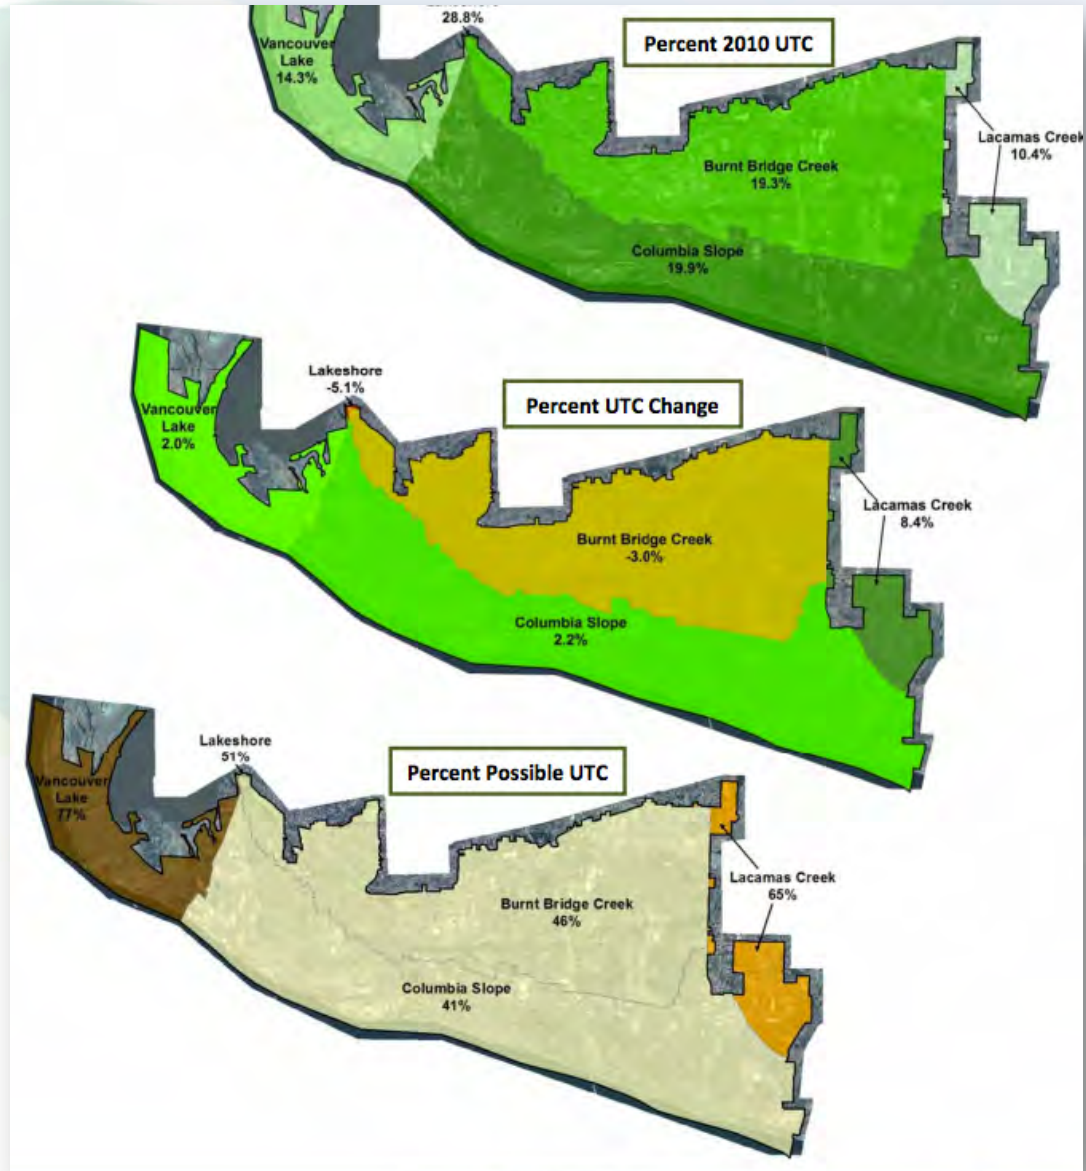 28.8%
Percent 2010 UTC
Vancouver
Lake
14.3%
Lacamas Creek
10.4%
Burnt Bridge Creek
19.3%
Columbia Slope
19.9%
Lakeshore
-5.1%
Percent UTC Change
Vancouver
Lake
2.0%
Lacamas Creek
8.4%
Burnt Bridge Creek
-3.0%
Columbia Slope
2.2%
Lakeshore
51%
Percent Possible UTC
Vancouver
Lake
77%
Lacamas Creek
65%
Burnt Bridge Creek
46%
Columbia Slope
41%